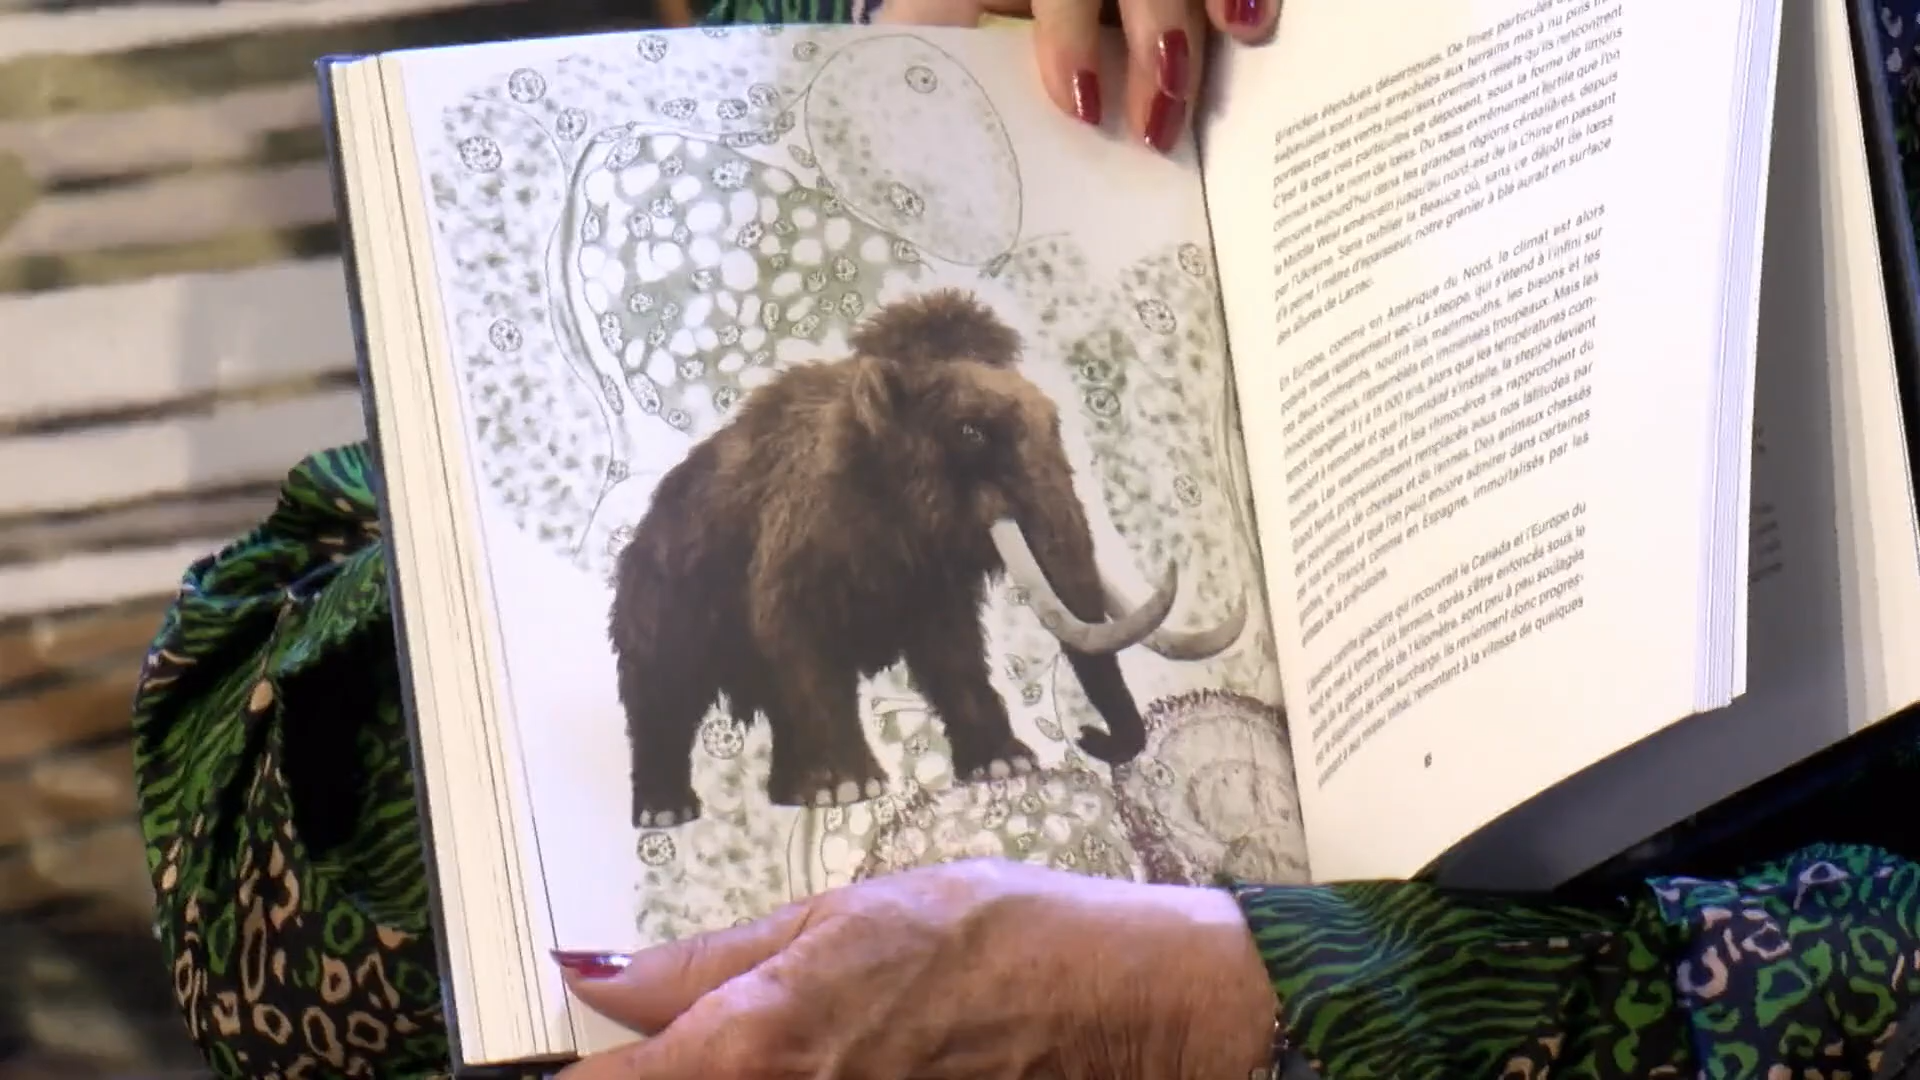 grandes étendues désertiques. De fines particules
sont ainsi arrachées aux terrains mis à nu puis
portées par ces vents jusqu'aux premiers reliefs qu'ils rencontrent
C'est là que ces particules se déposent, sous la forme de limons
connus sous le nom de lœss. Du lœss extrêmement fertile que l'on
retrouve aujourd'hui dans les grandes régions céréalières, depuis
le Middle West américain jusqu'au nord-est de la Chine en passant
par l'Ukraine. Sans oublier la Beauce où, sans ce dépôt de lœss
d'à peine 1 mètre d'épaisseur, notre grenier à blé aurait en surface
les allures de Larzac.
En Europe, comme en Amérique du Nord, le climat est alors
mais relativement sec. La steppe, qui s'étend à l'infini sur
ces deux continents, nourrit les mammouths, les bisons et les
rhinocéros laineux, rassemblés en immenses troupeaux. Mais les
temps changent. Il y a 15 000 ans, alors que les températures com-
mencent à remonter et que l'humidité s'installe, la steppe devient
Les mammouths et les rhinocéros se rapprochent du
Grand Nord, progressivement remplacés sous nos latitudes par
des populations de chevaux et de rennes. Des animaux chassés
par nos ancêtres et que l'on peut encore admirer dans certaines
grottes, en France comme en Espagne, immortalisés par les
de la préhistoire.
calotte glaciaire qui recouvrait le Canada et l'Europe du
Nord se met à fondre. Les terrains, après s'être enfoncés sous le
poids de la glace sur près de 1 kilomètre, sont peu à peu soulagés
de cette surcharge. Ils reviennent donc progres-
sivement à leur niveau initial, remontant à la vitesse de quelques